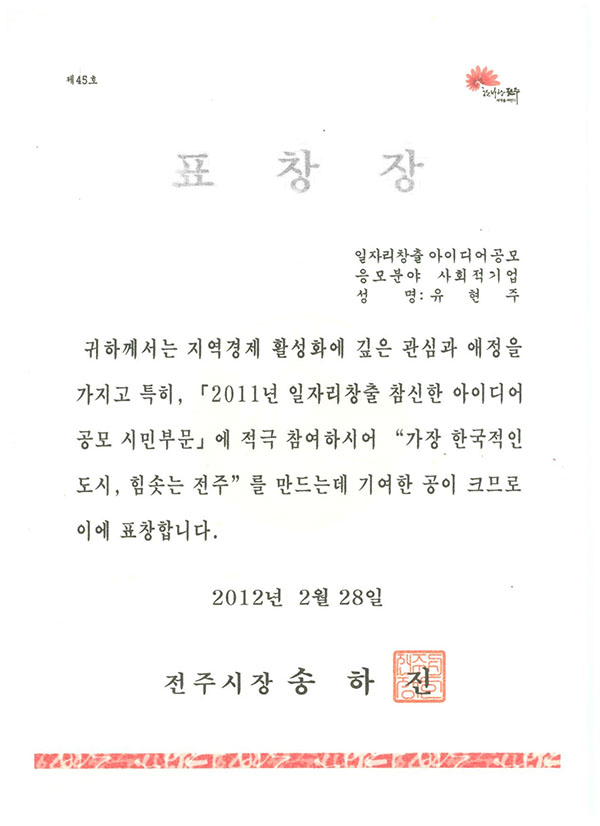 제45호
한바탕전주
표 창 장
일자리창출 아이디어공모
응모분야 사회적기업
성 명:유 현 주
귀하께서는 지역경제 활성화에 깊은 관심과 애정을
가지고 특히, 「2011년 일자리창출 참신한 아이디어
공모 시민부문」에 적극 참여하시어 “가장 한국적인
도시, 힘솟는 전주”를 만드는데 기여한 공이 크므로
이에 표창합니다.
2012년 2월 28일
전주시장 송 하 진